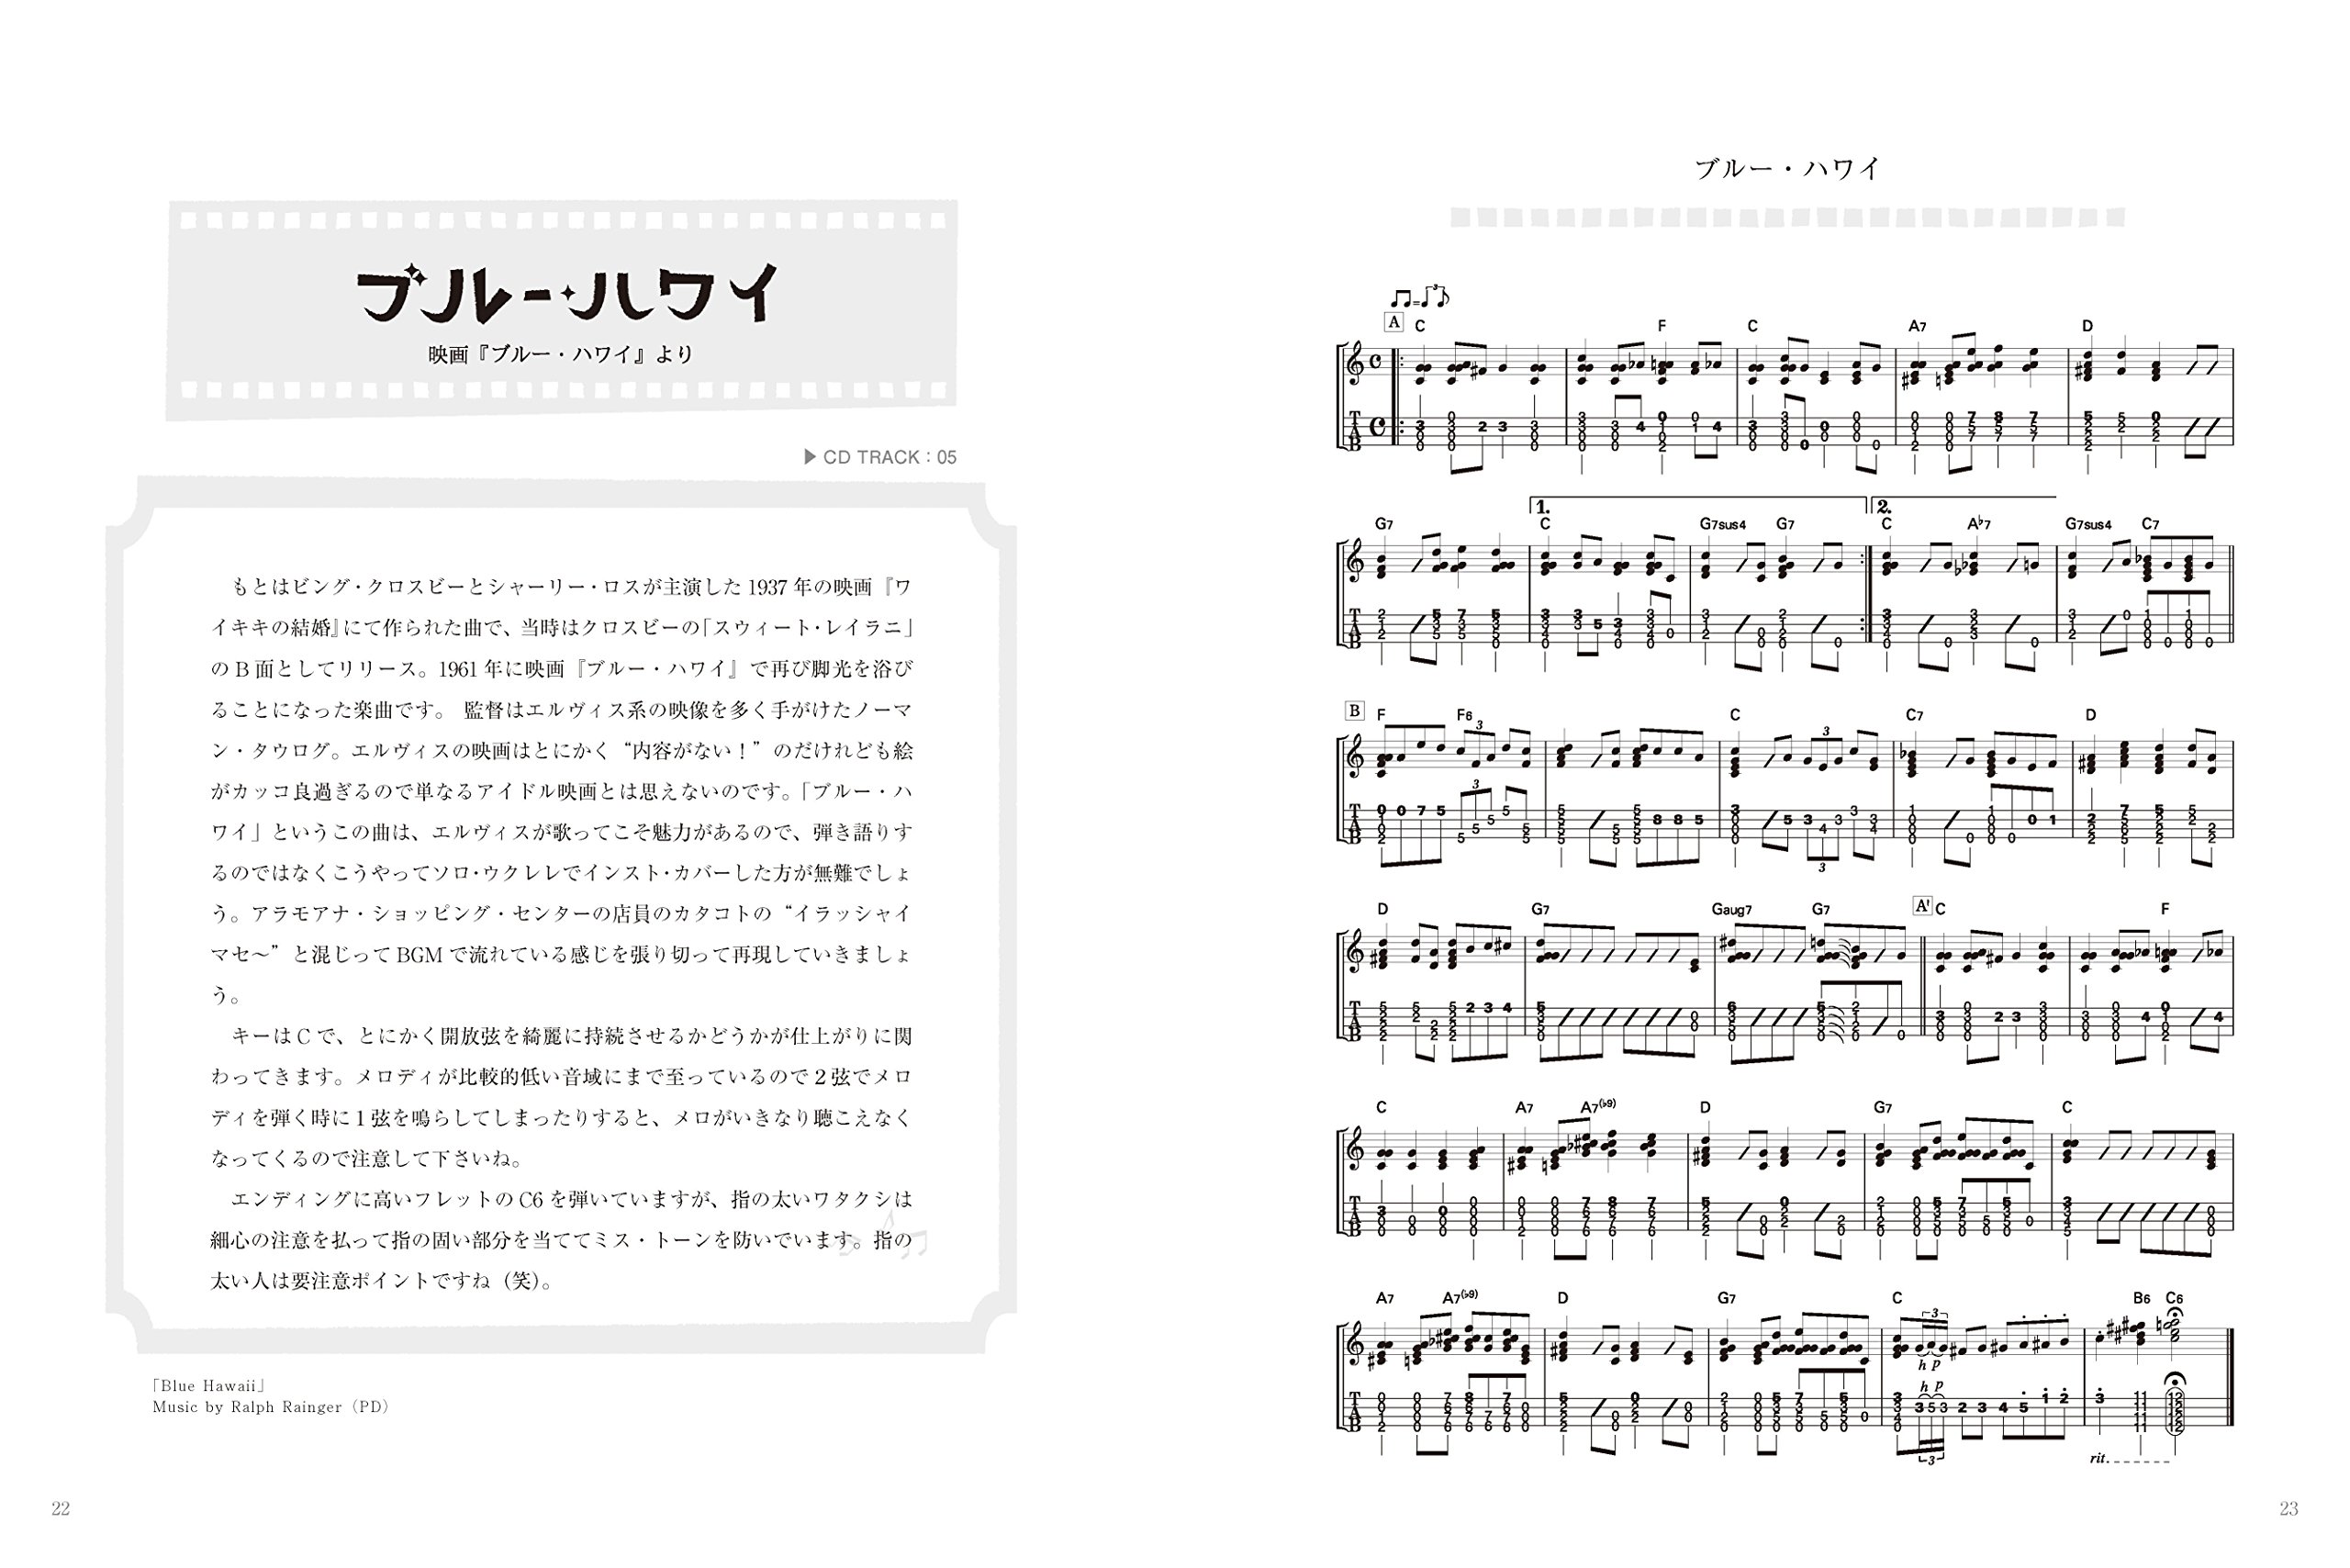 ブルー・ハワイ
映画『ブルー・ハワイ』より
▶ CD TRACK : 05
もとはビング・クロスビーとシャーリー・ロスが主演した 1937 年の映画『ワ
イキキの結婚』にて作られた曲で、当時はクロスビーの「スウィート・レイラニ」
の B 面としてリリース。1961 年に映画『ブルー・ハワイ』で再び脚光を浴び
ることになった楽曲です。 監督はエルヴィス系の映像を多く手がけたノーマ
ン・タウログ。エルヴィスの映画はとにかく“内容がない！”のだけれども絵
がカッコ良過ぎるので単なるアイドル映画とは思えないのです。「ブルー・ハ
ワイ」というこの曲は、エルヴィスが歌ってこそ魅力があるので、弾き語りす
るのではなくこうやってソロ・ウクレレでインスト・カバーした方が無難でしょ
う。アラモアナ・ショッピング・センターの店員のカタコトの“イラッシャイ
マセ〜”と混じって BGM で流れている感じを張り切って再現していきましょ
う。
キーは C で、とにかく開放弦を綺麗に持続させるかどうかが仕上がりに関
わってきます。メロディが比較的低い音域にまで至っているので 2 弦でメロ
ディを弾く時に 1 弦を鳴らしてしまったりすると、メロがいきなり聴こえなく
なってくるので注意して下さいね。
エンディングに高いフレットの C6 を弾いていますが、指の太いワタクシは
細心の注意を払って指の固い部分を当ててミス・トーンを防いでいます。指の
太い人は要注意ポイントですね（笑）。
「Blue Hawaii」
Music by Ralph Rainger（PD）
22
ブルー・ハワイ
A C F C A7 D
G7 1. C G7sus4 G7 2. C A♭7 G7sus4 C7
B F F6 C C7 D
D G7 Gaug7 G7 A' C F
C A7 A7(♭9) D G7 C
A7 A7(♭9) D G7 C B6 C6
h p
h p
rit.
23